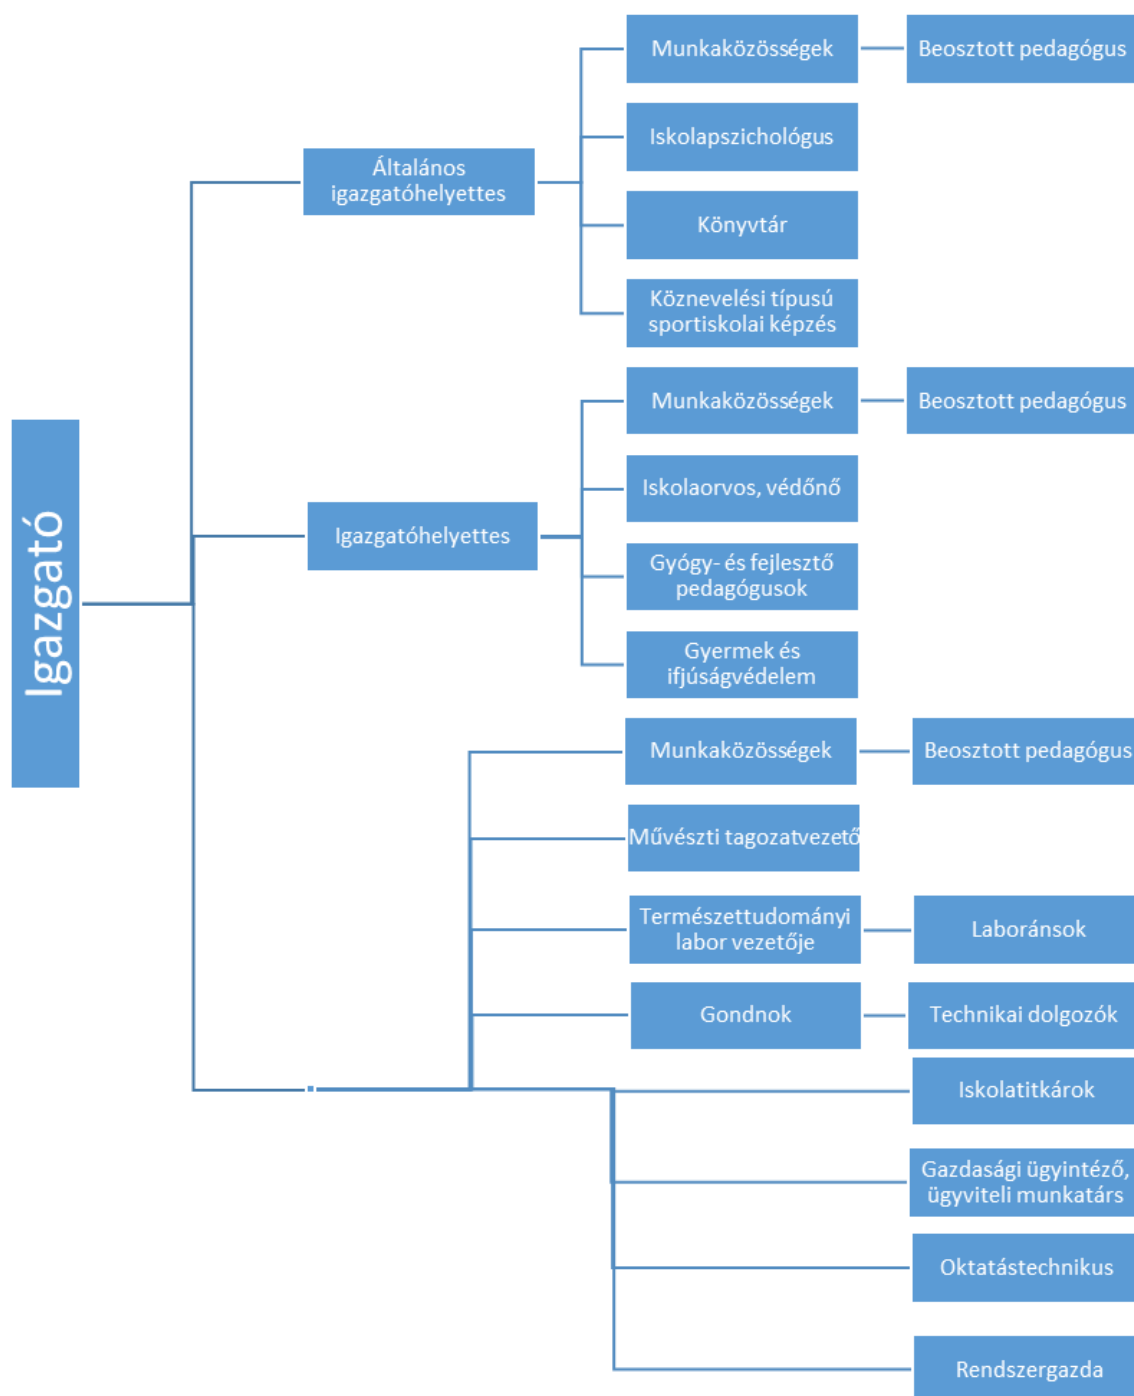 Igazgató
Általános
igazgatóhelyettes
Munkaközösségek
Beosztott pedagógus
Iskolapszichológus
Könyvtár
Köznevelési típusú
sportiskolai képzés
Igazgatóhelyettes
Munkaközösségek
Beosztott pedagógus
Iskolaorvos, védőnő
Gyógy- és fejlesztő
pedagógusok
Gyermek és
ifjúságvédelem
Munkaközösségek
Beosztott pedagógus
Művészti tagozatvezető
Természettudományi
labor vezetője
Laboránsok
Gondnok
Technikai dolgozók
Iskolatitkárok
Gazdasági ügyintéző,
ügyviteli munkatárs
Oktatástechnikus
Rendszergazda